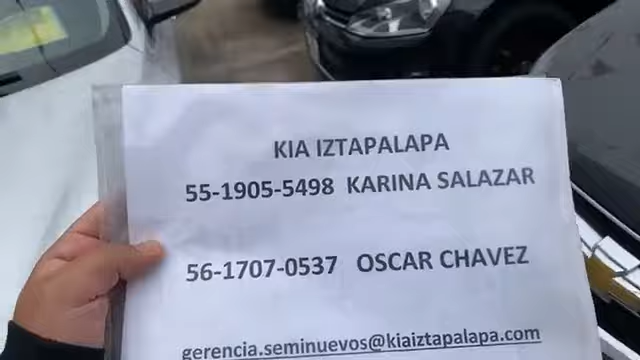 KIA IZTAPALAPA
55-1905-5498 KARINA SALAZAR
56-1707-0537 OSCAR CHAVEZ
gerencia.seminuevos@kiaiztapalapa.com